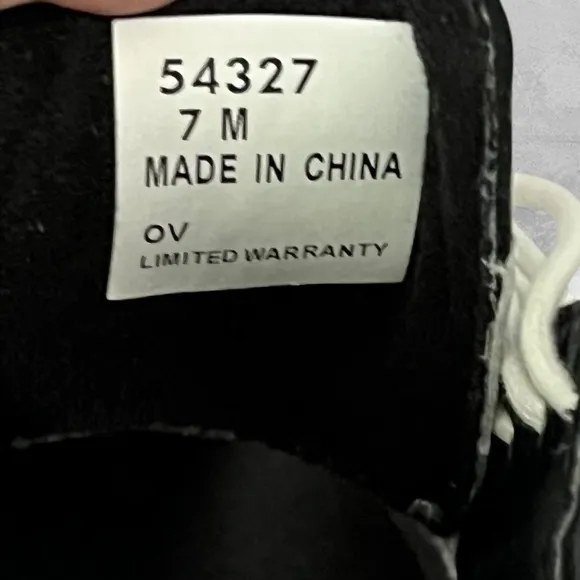 54327
7 M
MADE IN CHINA
OV
LIMITED WARRANTY